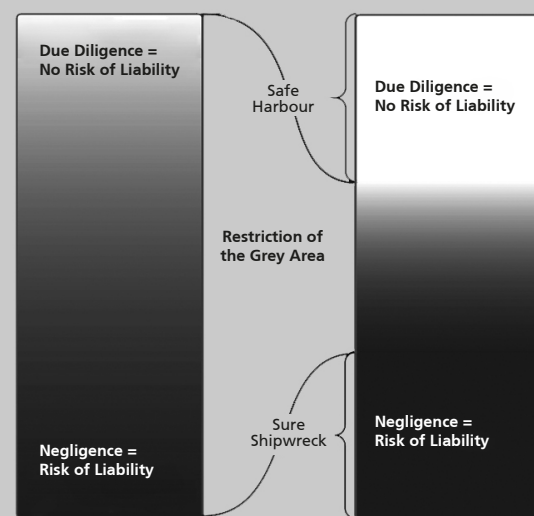 Due Diligence =
No Risk of Liability
Safe
Harbour
Due Diligence =
No Risk of Liability
Restriction of
the Grey Area
Negligence =
Risk of Liability
Sure
Shipwreck
Negligence =
Risk of Liability